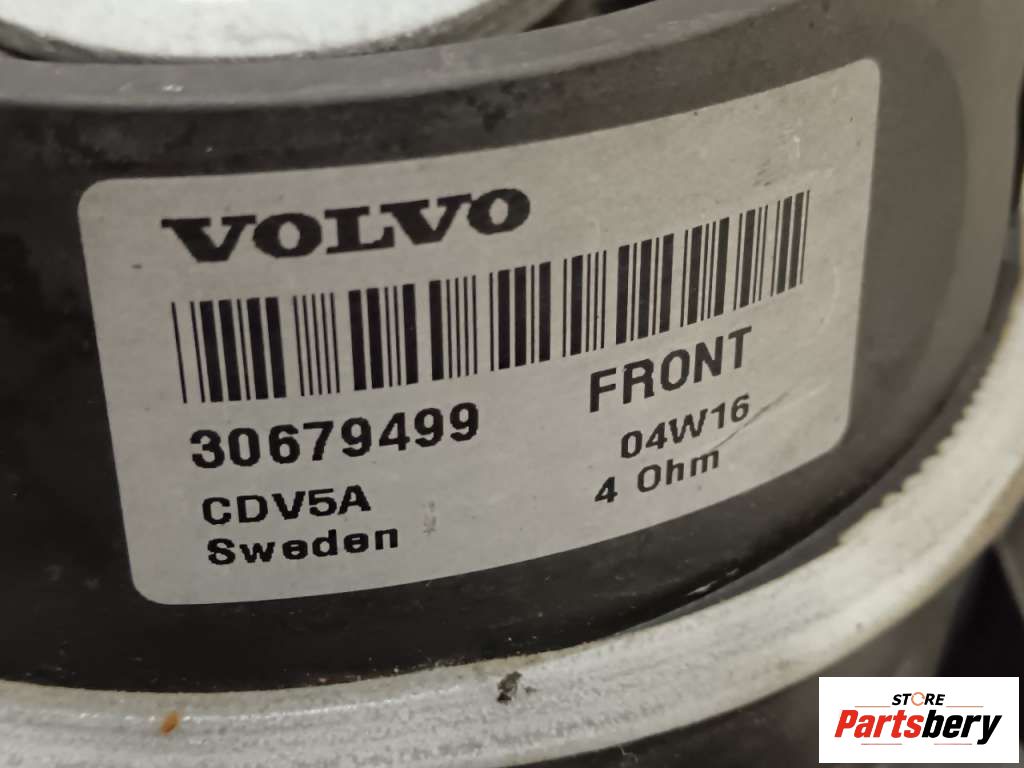 VOLVO
30679499
FRONT
CDV5A
04W16
Sweden
4 Ohm
STORE
Partsbery